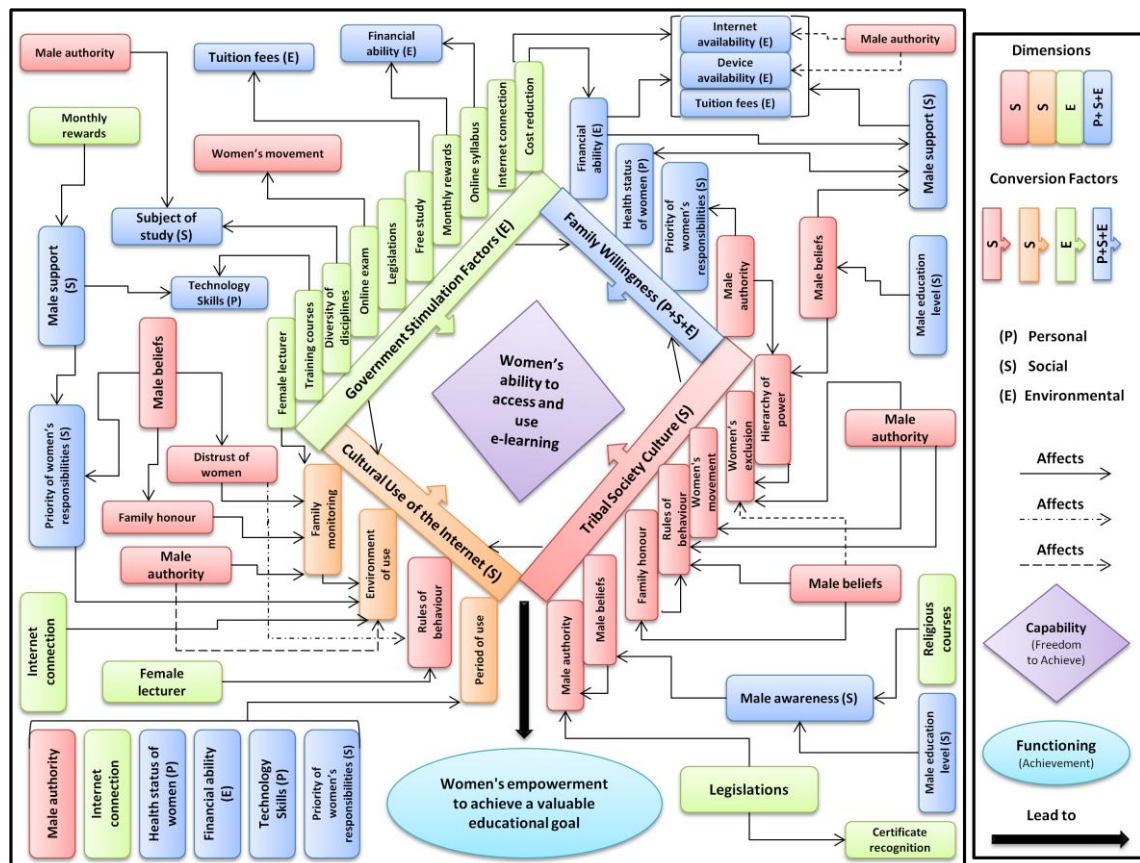 Male authority
Monthly
rewards
Male support
(S)
Priority of women's
responsibilities (S)
Tuition fees (E)
Financial
ability (E)
Women's movement
Subject of
study (S)
Technology
Skills (P)
Male beliefs
Distrust of
women
Family honour
Male
authority
Internet
connection
Female
lecturer
Female lecturer
Training courses
Diversity of
disciplines
Online exam
Legislations
Free study
Monthly rewards
Online syllabus
Internet connection
Cost reduction
Government Stimulation Factors (E)
Family Willingness (P+S+E)
Tribal Society Culture (S)
Cultural Use of the Internet (S)
Women's
ability to
access and
use
e-learning
Financial
ability (E)
Health status
of women (P)
Priority of
women's
responsibilities (S)
Male
authority
Internet
availability (E)
Device
availability (E)
Tuition fees (E)
Male authority
Male support (S)
Male beliefs
Male education
level (S)
Hierarchy of
power
Women's
exclusion
Women's
movement
Rules of
behaviour
Family honour
Male beliefs
Male authority
Male
authority
Male beliefs
Family
monitoring
Environment
of use
Rules of
behaviour
Period of use
Male awareness (S)
Religious
courses
Male education
level (S)
Legislations
Certificate
recognition
Male authority
Internet
connection
Health status of
women (P)
Financial ability
(E)
Technology
Skills (P)
Priority of
women's
responsibilities (S)
Women's empowerment
to achieve a valuable
educational goal
Dimensions
S
S
E
P+ S+E
Conversion Factors
S
S
E
P+S+E
(P) Personal
(S) Social
(E) Environmental
Affects
Affects
Affects
Capability
(Freedom
to Achieve)
Functioning
(Achievement)
Lead to